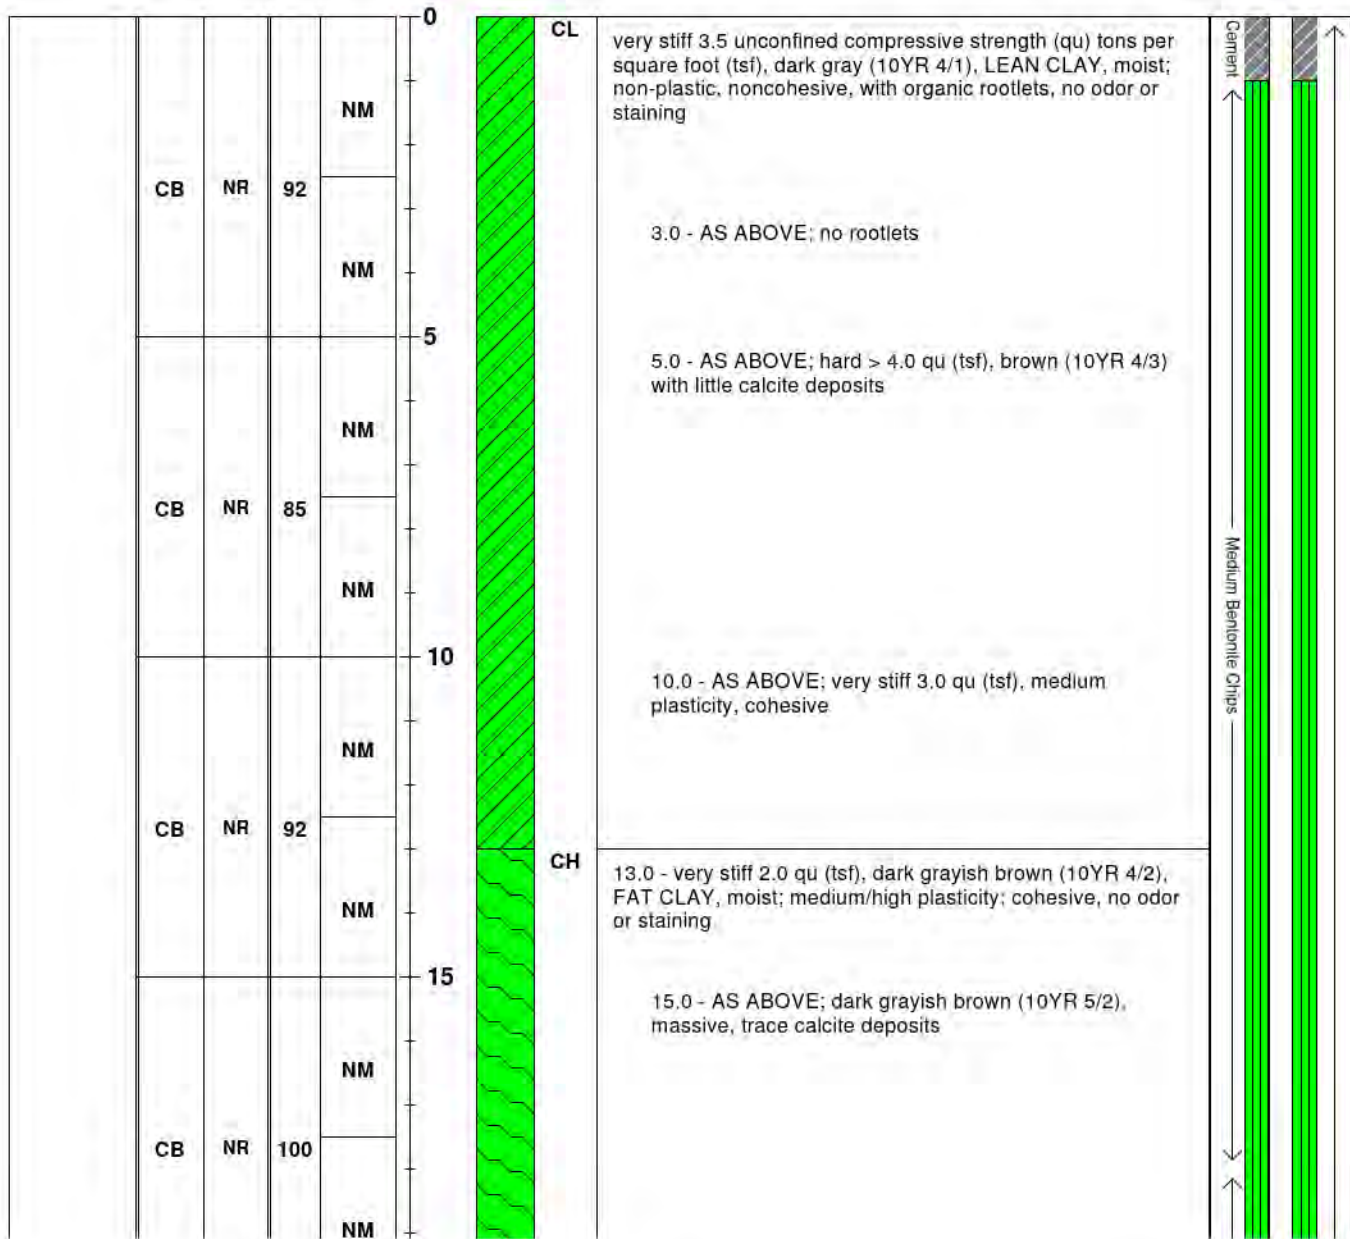 0
CL
very stiff 3.5 unconfined compressive strength (qu) tons per
square foot (tsf), dark gray (10YR 4/1), LEAN CLAY, moist;
non-plastic, noncohesive, with organic rootlets, no odor or
staining
Cement
NM
CB NR 92
3.0 - AS ABOVE; no rootlets
NM
5
5.0 - AS ABOVE; hard > 4.0 qu (tsf), brown (10YR 4/3)
with little calcite deposits
NM
CB NR 85
Medium Bentonite Chips
NM
10
10.0 - AS ABOVE; very stiff 3.0 qu (tsf), medium
plasticity, cohesive
NM
CB NR 92
CH
13.0 - very stiff 2.0 qu (tsf), dark grayish brown (10YR 4/2),
FAT CLAY, moist; medium/high plasticity; cohesive, no odor
or staining
NM
15
15.0 - AS ABOVE; dark grayish brown (10YR 5/2),
massive, trace calcite deposits
NM
CB NR 100
NM